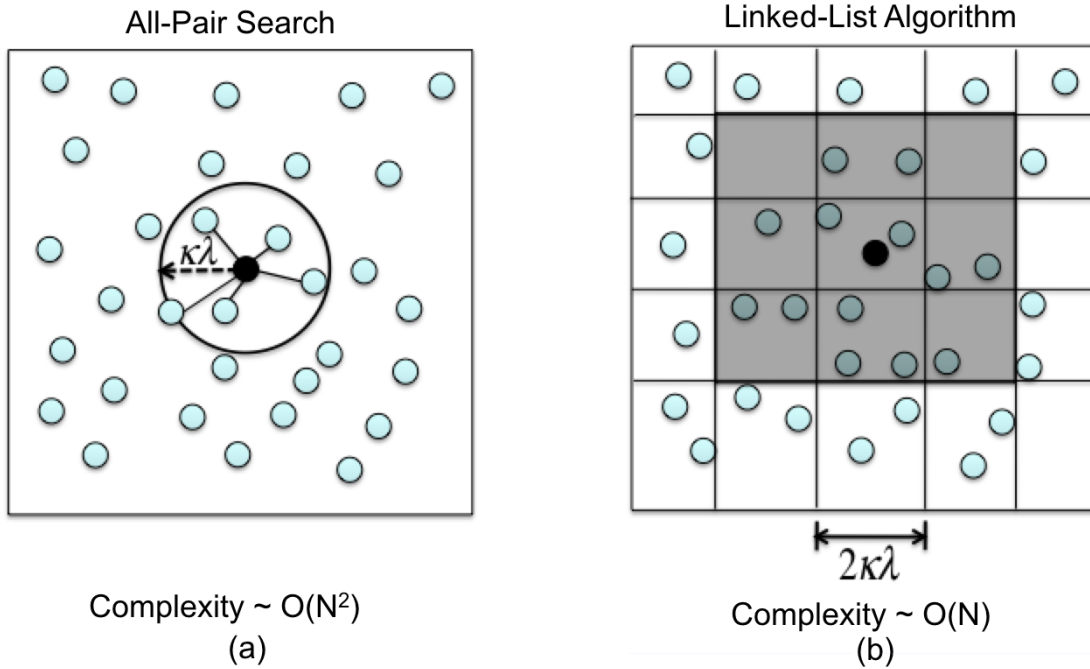 All-Pair Search
κλ
Complexity ~ O(N²)
(a)
Linked-List Algorithm
2κλ
Complexity ~ O(N)
(b)